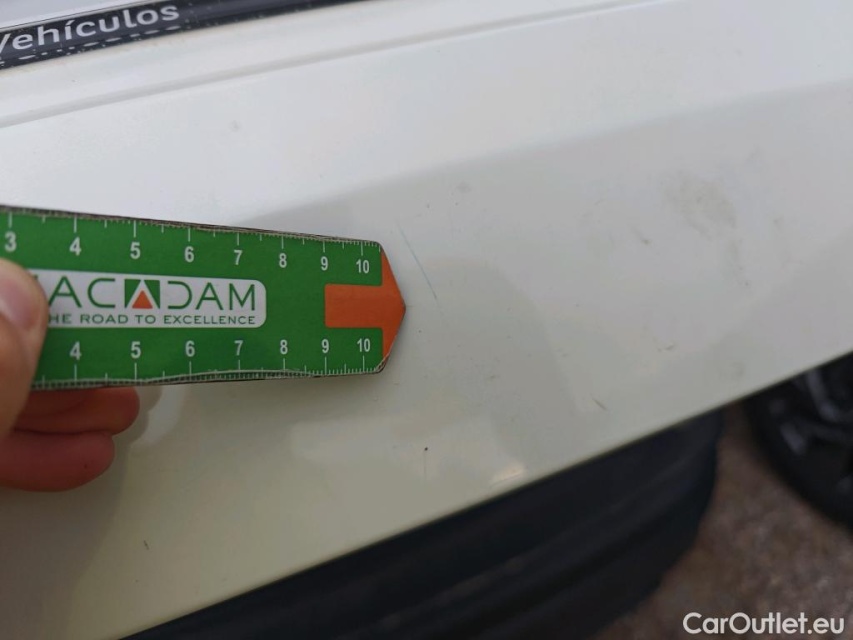 Vehículos
3 4 5 6 7 8 9 10
MACADAM
THE ROAD TO EXCELLENCE
4 5 6 7 8 9 10
CarOutlet.eu